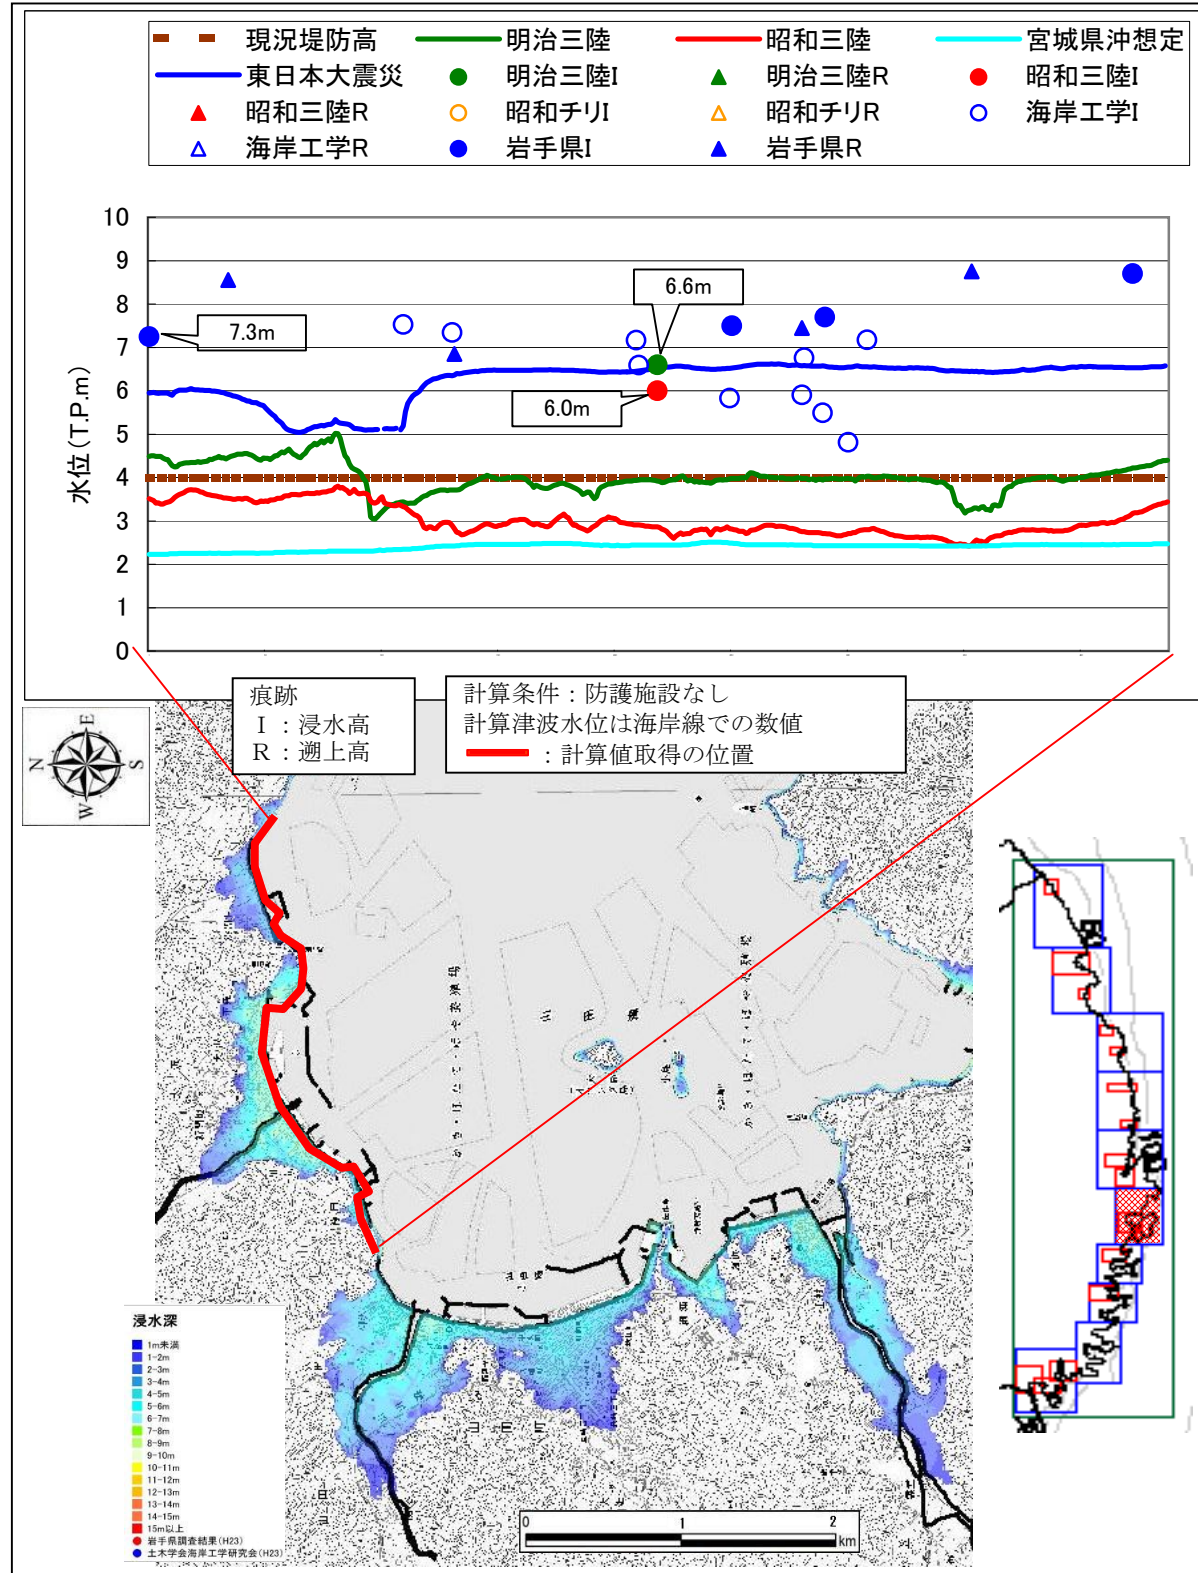 現況堤防高 明治三陸 昭和三陸 宮城県沖想定
東日本大震災 明治三陸I 明治三陸R 昭和三陸I
昭和三陸R 昭和チリI 昭和チリR 海岸工学I
海岸工学R 岩手県I 岩手県R
水位(T.P.m)
10
9
8
7
6
5
4
3
2
1
0
7.3m
6.6m
6.0m
痕跡
I：浸水高
R：遡上高
計算条件：防護施設なし
計算津波水位は海岸線での数値
：計算値取得の位置
N
E
S
W
山田湾
浸水深
1m未満
1-2m
2-3m
3-4m
4-5m
5-6m
6-7m
7-8m
8-9m
9-10m
10-11m
11-12m
12-13m
13-14m
14-15m
15m以上
岩手県調査結果(H23)
土木学会海岸工学研究会(H23)
0 1 2
km